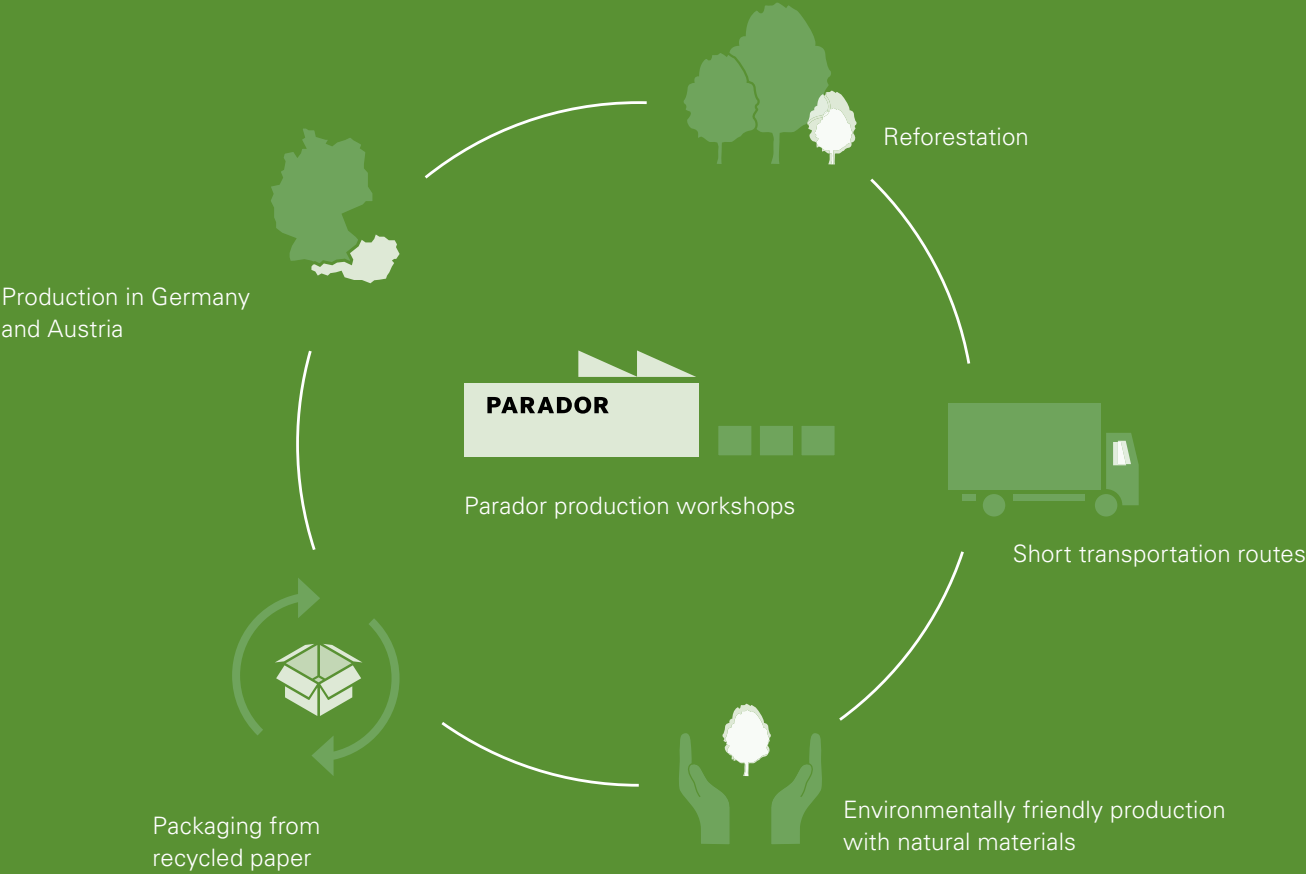 Reforestation
Production in Germany
and Austria
PARADOR
Parador production workshops
Short transportation routes
Environmentally friendly production
with natural materials
Packaging from
recycled paper